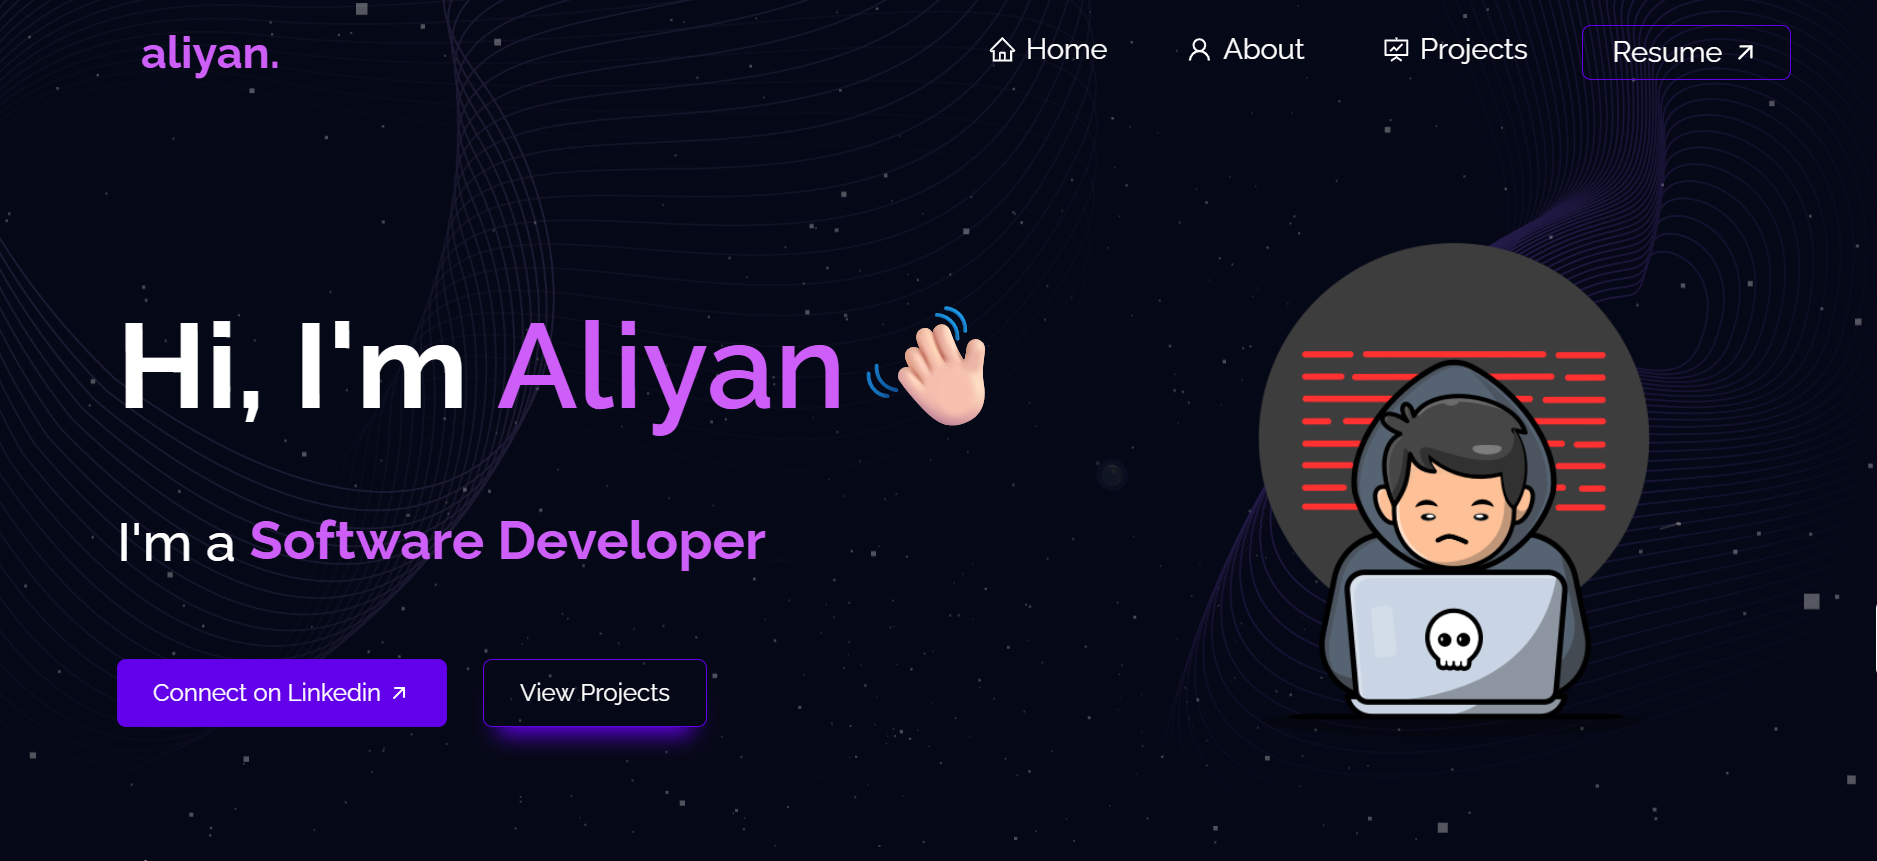 aliyan.
Home
About
Projects
Resume
Hi, I'm Aliyan
I'm a Software Developer
Connect on Linkedin
View Projects